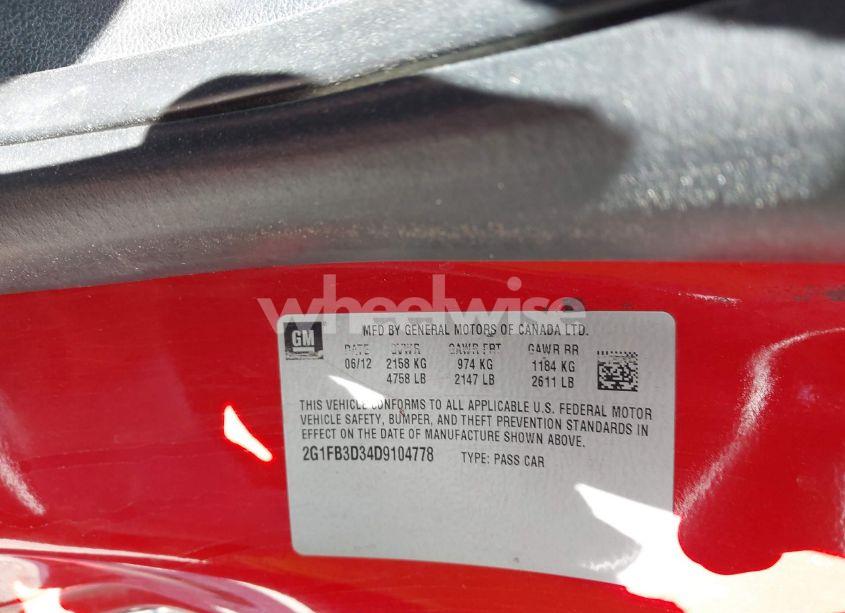 wheelwise
GM
MFD BY GENERAL MOTORS OF CANADA LTD.
DATE GVWR GAWR FRT GAWR RR
06/12 2158 KG 974 KG 1184 KG
4758 LB 2147 LB 2611 LB
THIS VEHICLE CONFORMS TO ALL APPLICABLE U.S. FEDERAL MOTOR
VEHICLE SAFETY, BUMPER, AND THEFT PREVENTION STANDARDS IN
EFFECT ON THE DATE OF MANUFACTURE SHOWN ABOVE.
2G1FB3D34D9104778 TYPE: PASS CAR